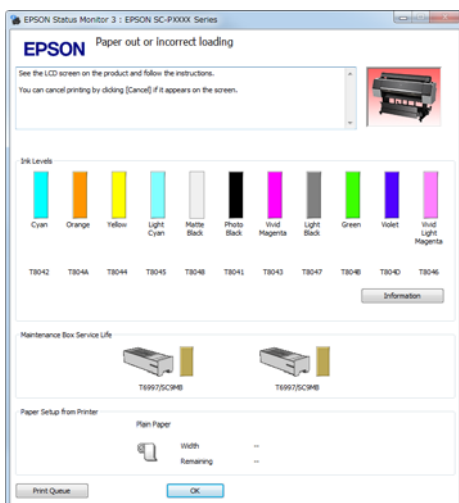 EPSON Status Monitor 3 : EPSON SC-PXXXX Series
EPSON
Paper out or incorrect loading
See the LCD screen on the product and follow the instructions.
You can cancel printing by clicking [Cancel] if it appears on the screen.
Ink Levels
Cyan Orange Yellow Light Cyan Matte Black Photo Black Vivid Magenta Light Black Green Violet Vivid Light Magenta
T8042 T804A T8044 T8045 T8048 T8041 T8043 T8047 T804B T804D T8046
Information
Maintenance Box Service Life
T6997/SC9MB T6997/SC9MB
Paper Setup from Printer
Plain Paper
Width --
Remaining --
Print Queue OK